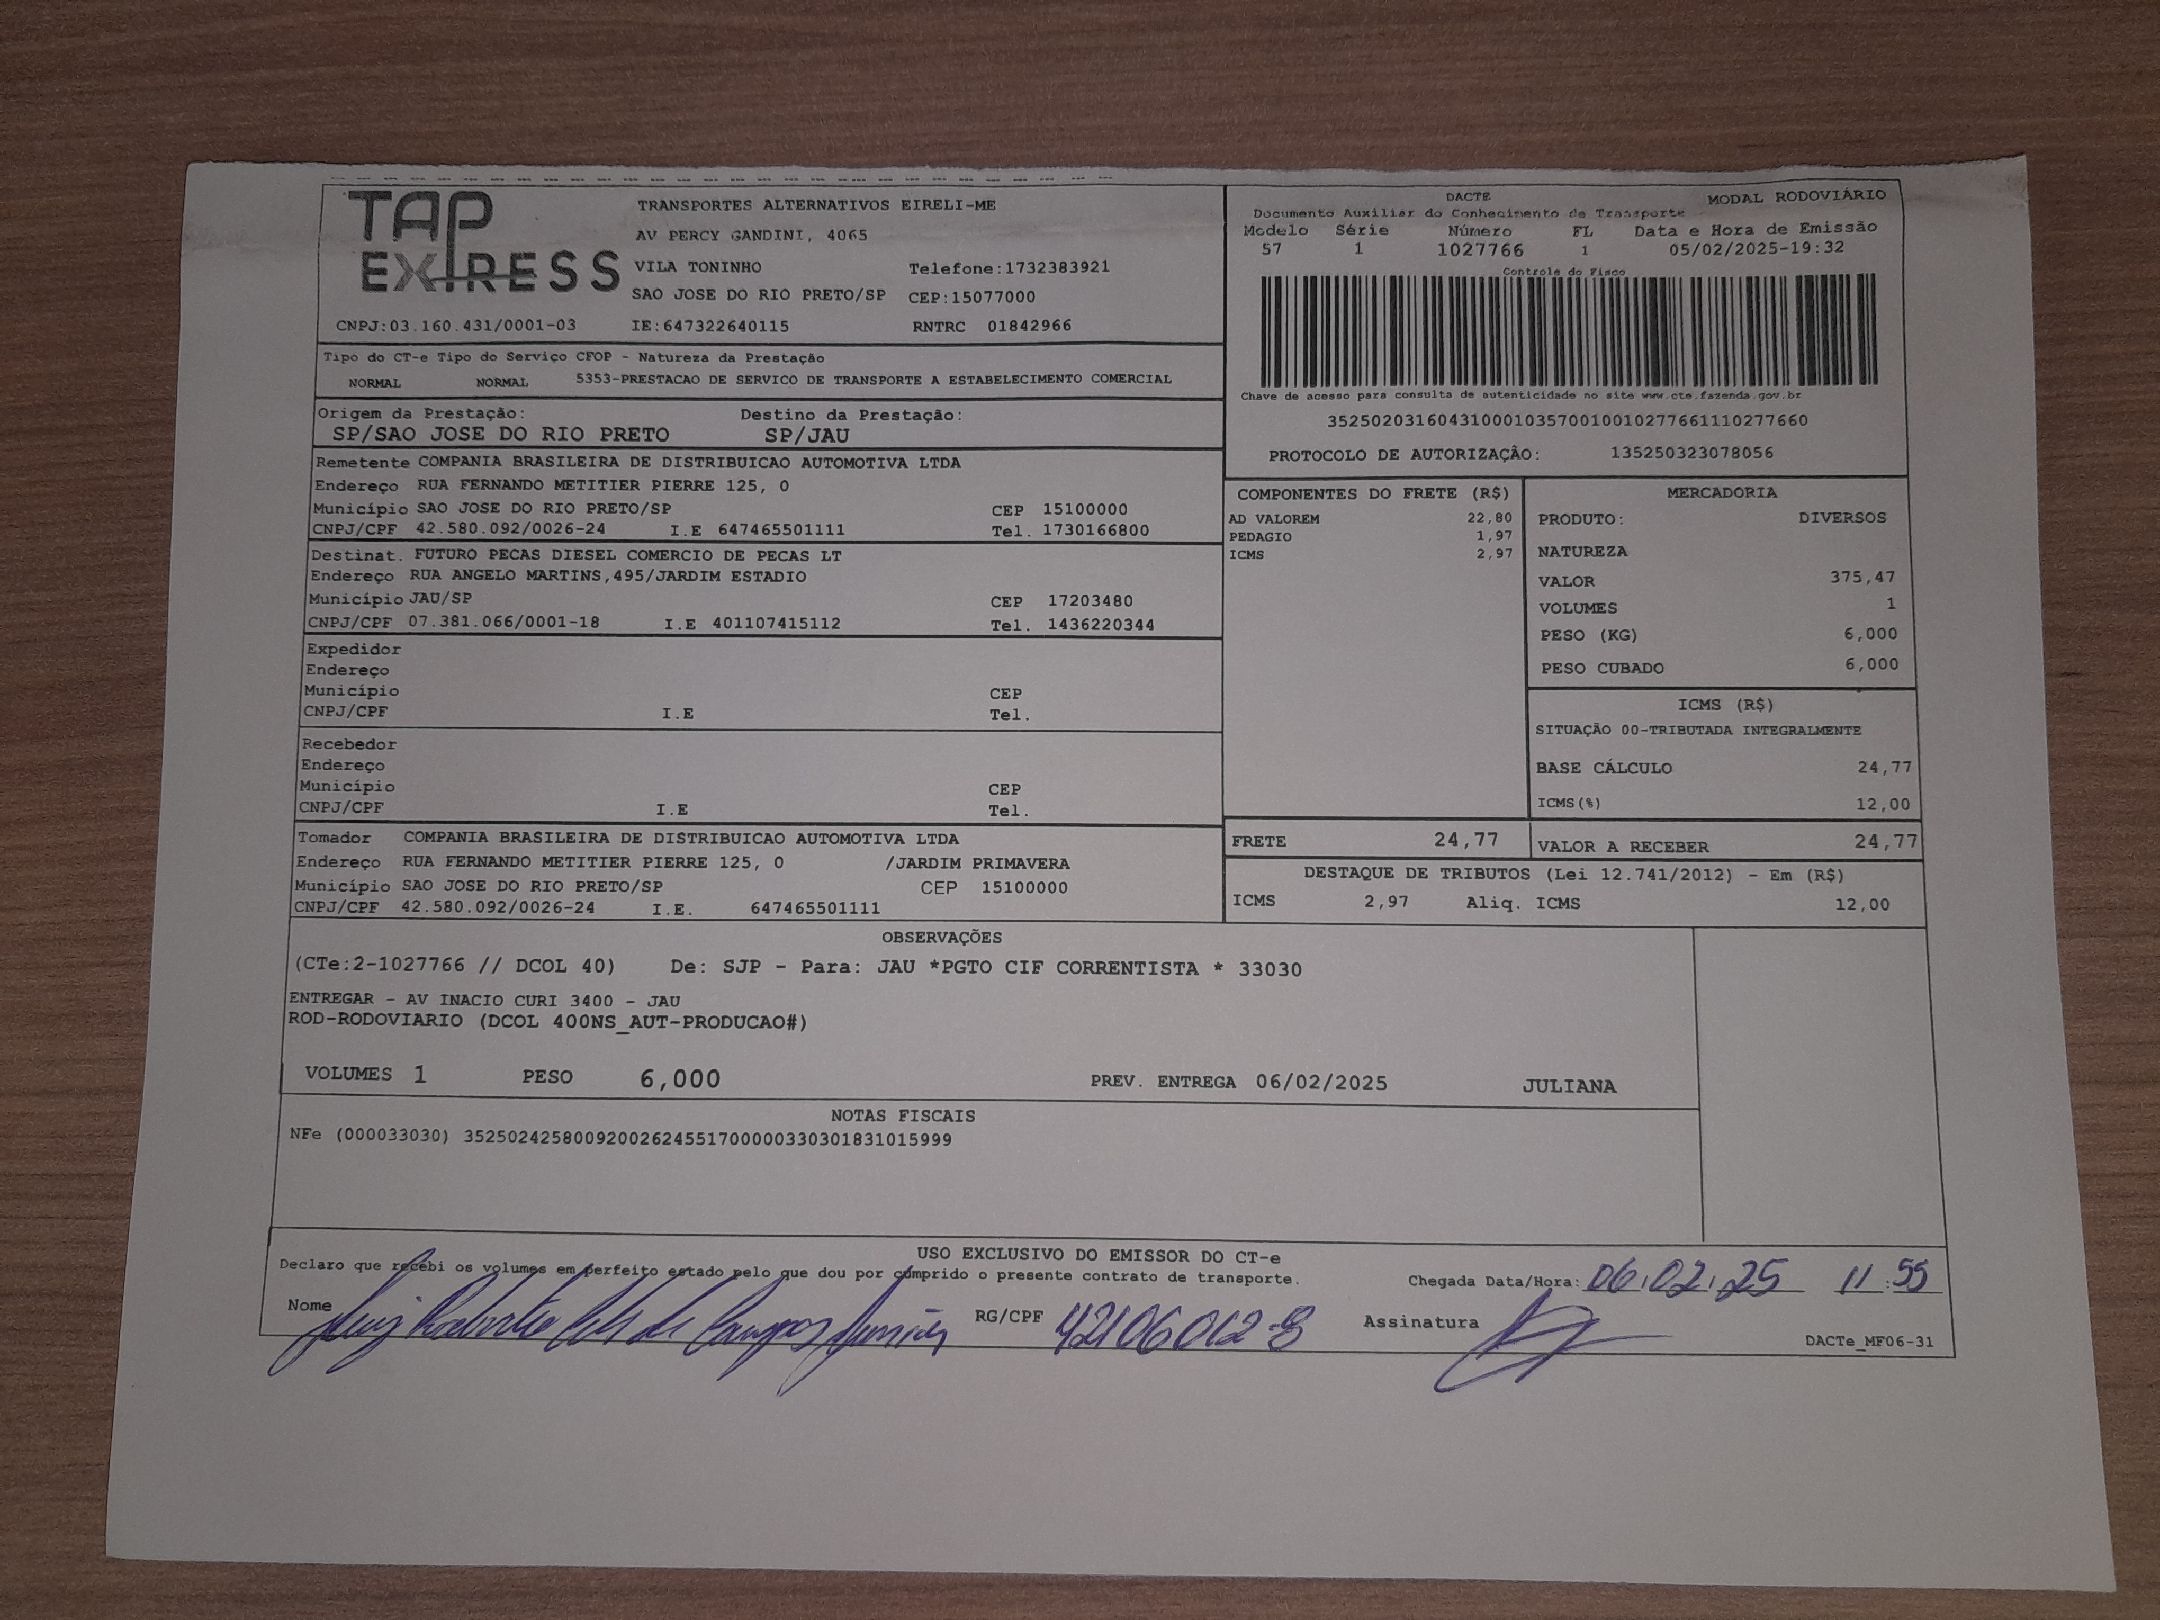 TAP EXPRESS
TRANSPORTES ALTERNATIVOS EIRELI-ME
AV PERCY GANDINI, 4065
VILA TONINHO Telefone:1732383921
SAO JOSE DO RIO PRETO/SP CEP:15077000
CNPJ:03.160.431/0001-03 IE:647322640115 RNTRC 01842966
DACTE MODAL RODOVIÁRIO
Documento Auxiliar do Conhecimento de Transporte
Modelo Série Número FL Data e Hora de Emissão
57 1 1027766 1 05/02/2025-19:32
Controle do Fisco
Chave de acesso para consulta de autenticidade no site www.cte.fazenda.gov.br
35250203160431000103570010010277661110277660
PROTOCOLO DE AUTORIZAÇÃO: 135250323078056
Tipo do CT-e Tipo do Serviço CFOP - Natureza da Prestação
NORMAL NORMAL 5353-PRESTACAO DE SERVICO DE TRANSPORTE A ESTABELECIMENTO COMERCIAL
Origem da Prestação: Destino da Prestação:
SP/SAO JOSE DO RIO PRETO SP/JAU
Remetente COMPANIA BRASILEIRA DE DISTRIBUICAO AUTOMOTIVA LTDA
Endereço RUA FERNANDO METITIER PIERRE 125, 0
Município SAO JOSE DO RIO PRETO/SP CEP 15100000
CNPJ/CPF 42.580.092/0026-24 I.E 647465501111 Tel. 1730166800
Destinat. FUTURO PECAS DIESEL COMERCIO DE PECAS LT
Endereço RUA ANGELO MARTINS,495/JARDIM ESTADIO
Município JAU/SP CEP 17203480
CNPJ/CPF 07.381.066/0001-18 I.E 401107415112 Tel. 1436220344
Expedidor
Endereço
Município CEP
CNPJ/CPF I.E Tel.
Recebedor
Endereço
Município CEP
CNPJ/CPF I.E Tel.
Tomador COMPANIA BRASILEIRA DE DISTRIBUICAO AUTOMOTIVA LTDA
Endereço RUA FERNANDO METITIER PIERRE 125, 0 /JARDIM PRIMAVERA
Município SAO JOSE DO RIO PRETO/SP CEP 15100000
CNPJ/CPF 42.580.092/0026-24 I.E. 647465501111
COMPONENTES DO FRETE (R$)
AD VALOREM 22,80
PEDAGIO 1,97
ICMS 2,97
MERCADORIA
PRODUTO: DIVERSOS
NATUREZA
VALOR 375,47
VOLUMES 1
PESO (KG) 6,000
PESO CUBADO 6,000
ICMS (R$)
SITUAÇÃO 00-TRIBUTADA INTEGRALMENTE
BASE CÁLCULO 24,77
ICMS(%) 12,00
FRETE 24,77 VALOR A RECEBER 24,77
DESTAQUE DE TRIBUTOS (Lei 12.741/2012) - Em (R$)
ICMS 2,97 Aliq. ICMS 12,00
OBSERVAÇÕES
(CTe:2-1027766 // DCOL 40) De: SJP - Para: JAU *PGTO CIF CORRENTISTA * 33030
ENTREGAR - AV INACIO CURI 3400 - JAU
ROD-RODOVIARIO (DCOL 400NS_AUT-PRODUCAO#)
VOLUMES 1 PESO 6,000 PREV. ENTREGA 06/02/2025 JULIANA
NOTAS FISCAIS
NFe (000033030) 35250242580092002624551700000330301831015999
USO EXCLUSIVO DO EMISSOR DO CT-e
Declaro que recebi os volumes em perfeito estado pelo que dou por cumprido o presente contrato de transporte. Chegada Data/Hora: 06.02.25 11:55
Nome Luiz Roberto de Campos Junior RG/CPF 42106012-8 Assinatura
DACTe_MF06-31